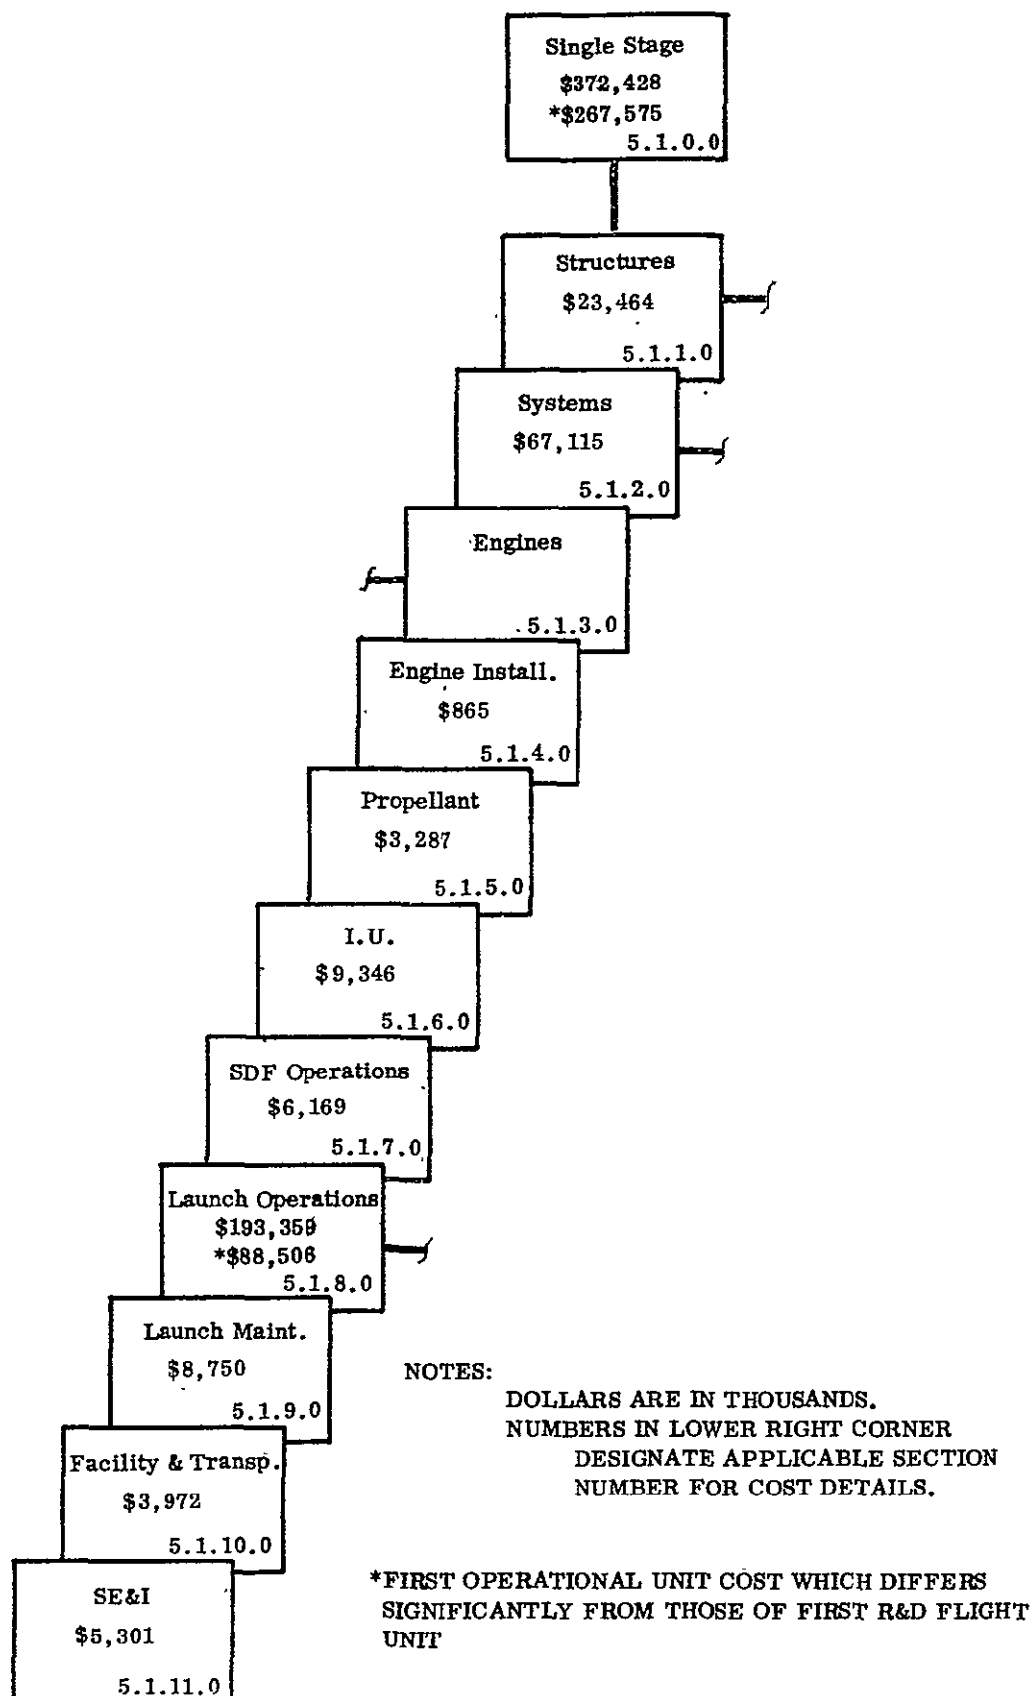 Single Stage
$372,428
*$267,575
5.1.0.0
Structures
$23,464
5.1.1.0
Systems
$67,115
5.1.2.0
Engines
5.1.3.0
Engine Install.
$865
5.1.4.0
Propellant
$3,287
5.1.5.0
I.U.
$9,346
5.1.6.0
SDF Operations
$6,169
5.1.7.0
Launch Operations
$193,359
*$88,506
5.1.8.0
Launch Maint.
$8,750
5.1.9.0
Facility & Transp.
$3,972
5.1.10.0
SE&I
$5,301
5.1.11.0
NOTES:
DOLLARS ARE IN THOUSANDS.
NUMBERS IN LOWER RIGHT CORNER
DESIGNATE APPLICABLE SECTION
NUMBER FOR COST DETAILS.
*FIRST OPERATIONAL UNIT COST WHICH DIFFERS
SIGNIFICANTLY FROM THOSE OF FIRST R&D FLIGHT
UNIT